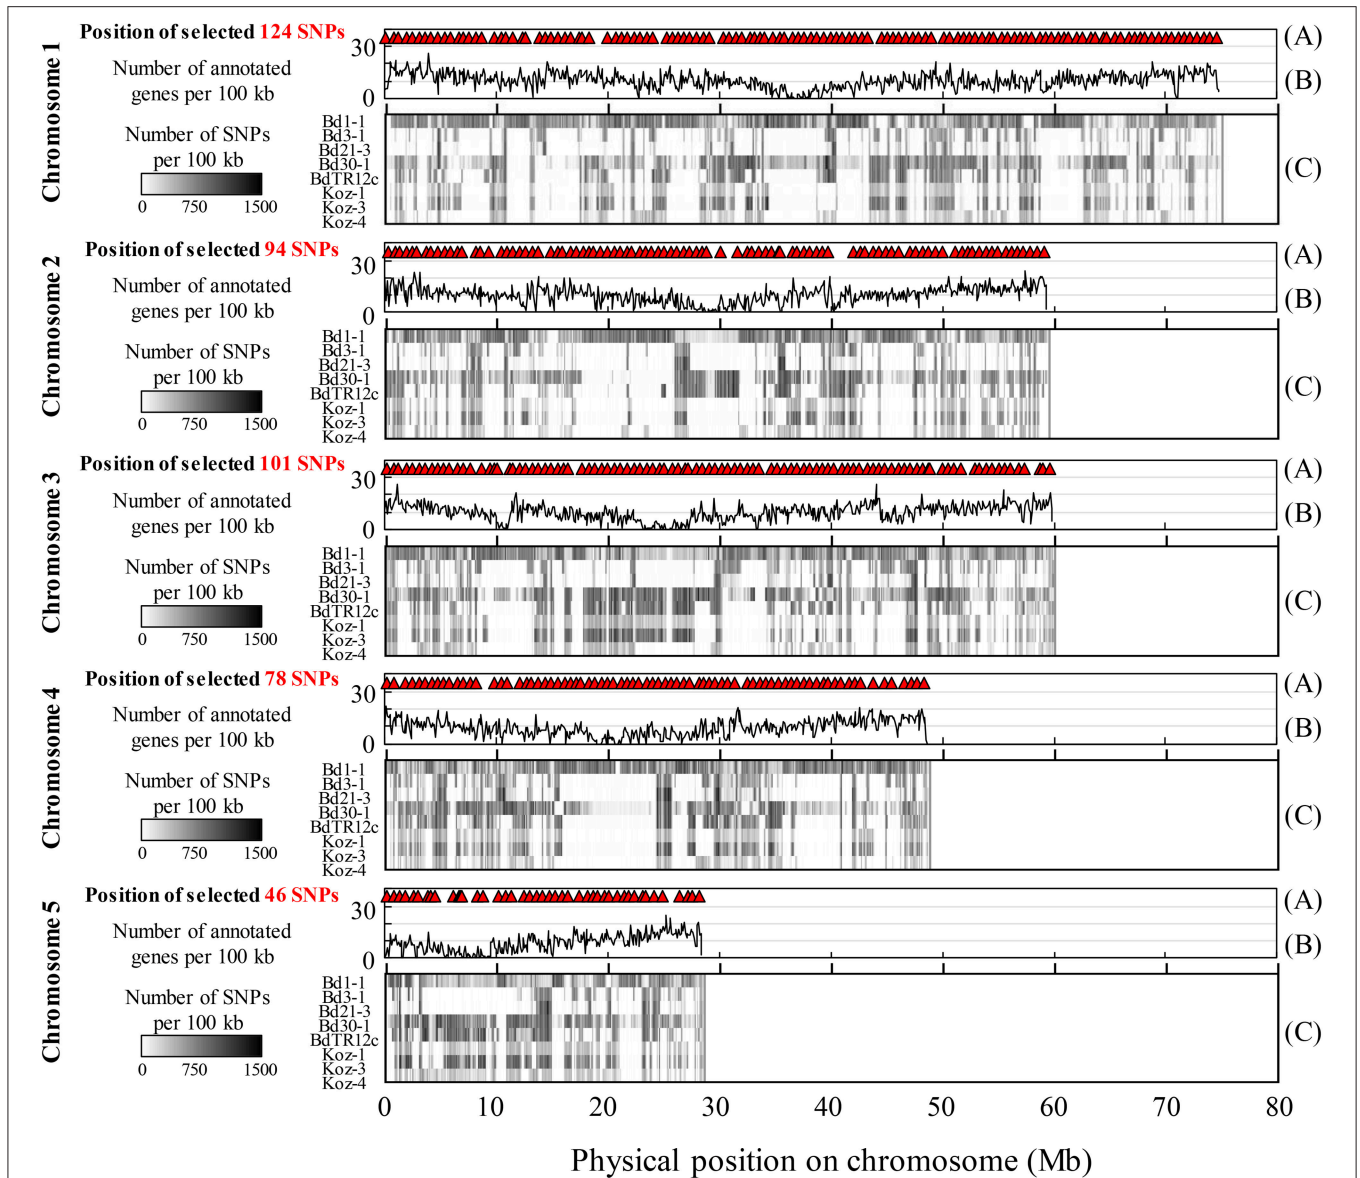 Chromosome 1
Position of selected 124 SNPs
Number of annotated
genes per 100 kb
30
0
Number of SNPs
per 100 kb
0 750 1500
Bd1-1
Bd3-1
Bd21-3
Bd30-1
BdTR12c
Koz-1
Koz-3
Koz-4
(A)
(B)
(C)
Chromosome 2
Position of selected 94 SNPs
Number of annotated
genes per 100 kb
30
0
Number of SNPs
per 100 kb
0 750 1500
Bd1-1
Bd3-1
Bd21-3
Bd30-1
BdTR12c
Koz-1
Koz-3
Koz-4
(A)
(B)
(C)
Chromosome 3
Position of selected 101 SNPs
Number of annotated
genes per 100 kb
30
0
Number of SNPs
per 100 kb
0 750 1500
Bd1-1
Bd3-1
Bd21-3
Bd30-1
BdTR12c
Koz-1
Koz-3
Koz-4
(A)
(B)
(C)
Chromosome 4
Position of selected 78 SNPs
Number of annotated
genes per 100 kb
30
0
Number of SNPs
per 100 kb
0 750 1500
Bd1-1
Bd3-1
Bd21-3
Bd30-1
BdTR12c
Koz-1
Koz-3
Koz-4
(A)
(B)
(C)
Chromosome 5
Position of selected 46 SNPs
Number of annotated
genes per 100 kb
30
0
Number of SNPs
per 100 kb
0 750 1500
Bd1-1
Bd3-1
Bd21-3
Bd30-1
BdTR12c
Koz-1
Koz-3
Koz-4
(A)
(B)
(C)
0 10 20 30 40 50 60 70 80
Physical position on chromosome (Mb)